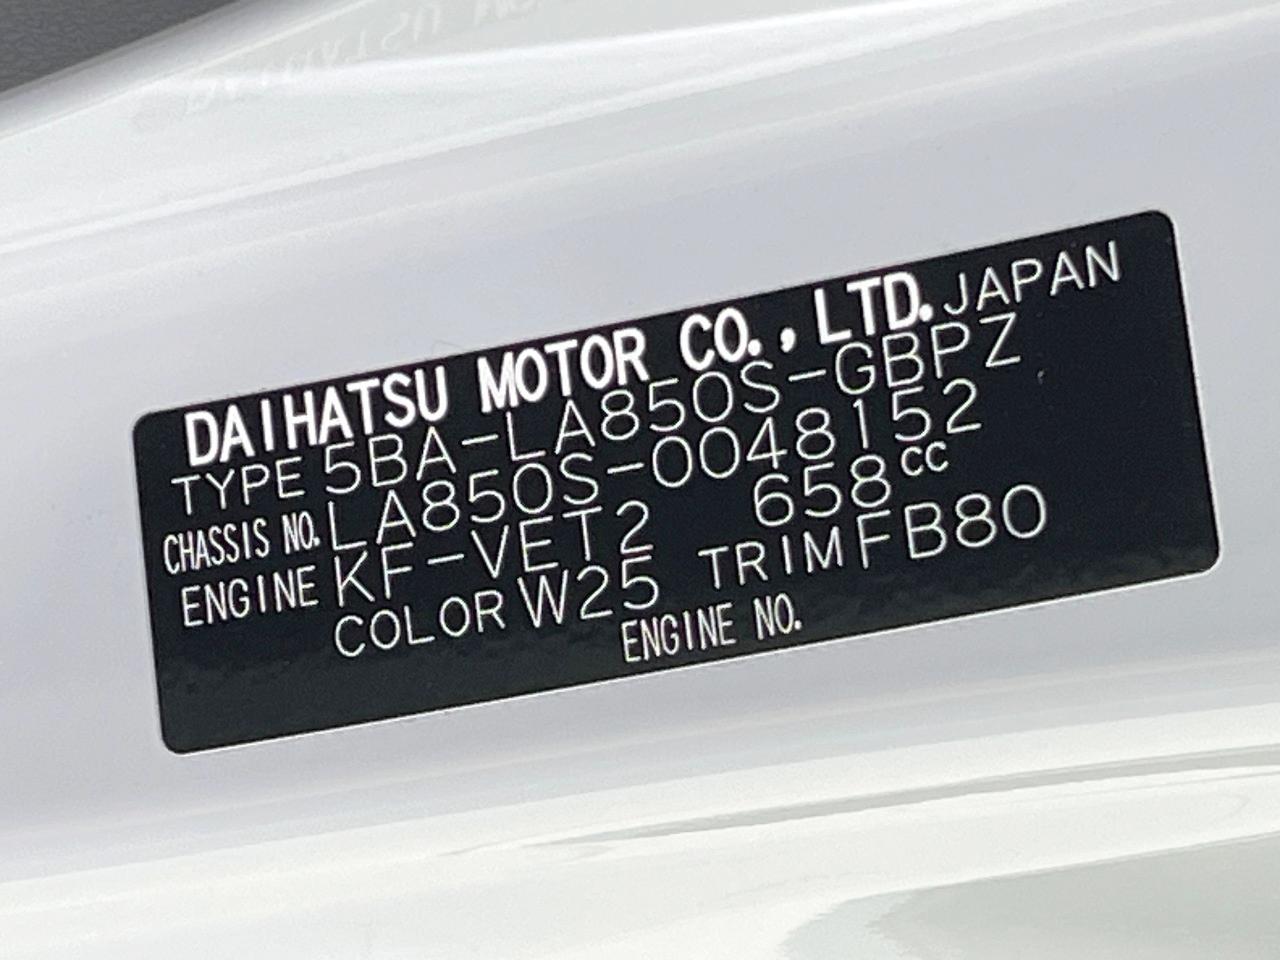 DAIHATSU MOTOR CO., LTD. JAPAN
TYPE 5BA-LA850S-GBPZ
CHASSIS NO. LA850S-0048152
ENGINE KF-VET2 658cc
COLOR W25 TRIM FB80
ENGINE NO.